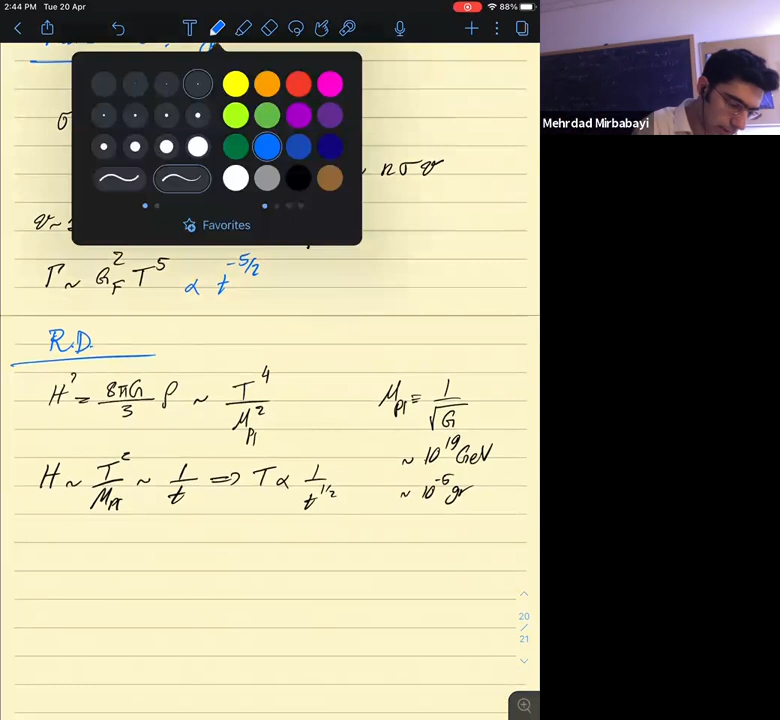 2:44 PM Tue 20 Apr
88%
T
Mehrdad Mirbabayi
Favorites
σ
nσv
v ~
Γ ~ G_F^2 T^5 ∝ t^{-5/2}
R.D.
H^2 = 8πG/3 ρ ~ T^4/M_Pl^2
M_Pl ≡ 1/√G
~ 10^19 GeV
~ 10^-5 gr
H ~ T^2/M_Pl ~ 1/t ⟹ T ∝ 1/t^{1/2}
20
/
21